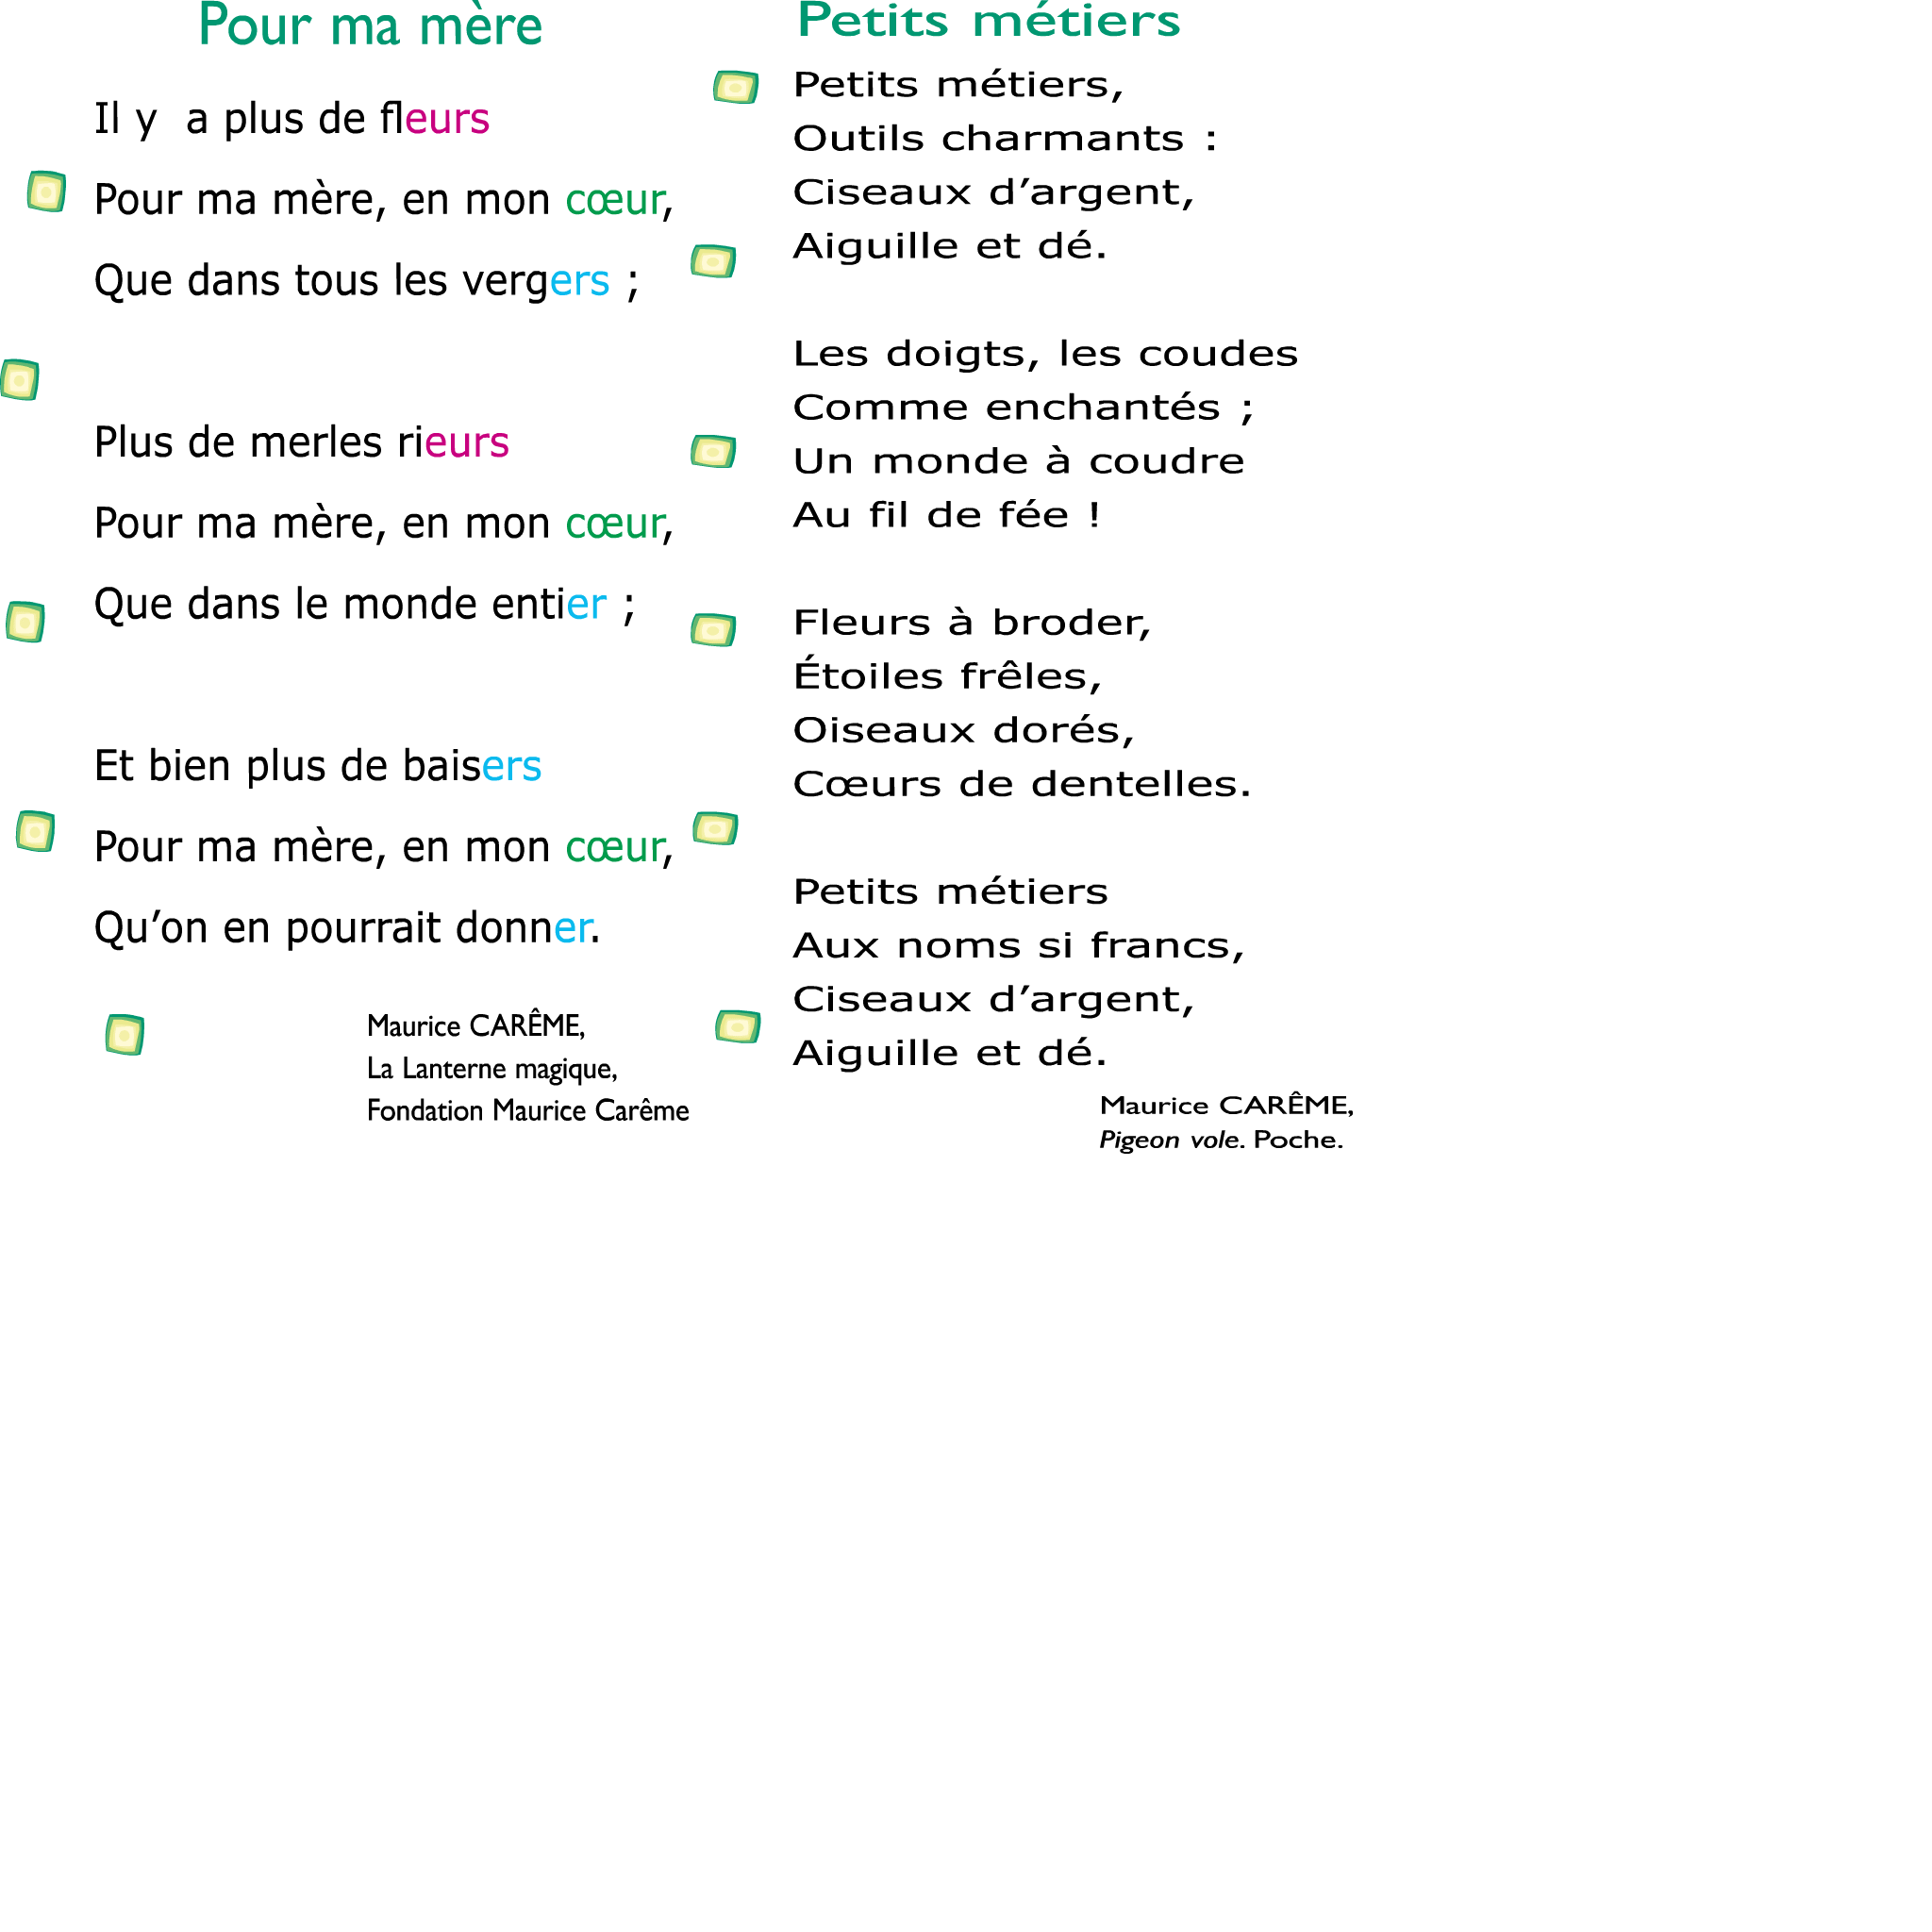 Pour ma mère
Il y a plus de fleurs
Pour ma mère, en mon cœur,
Que dans tous les vergers ;
Plus de merles rieurs
Pour ma mère, en mon cœur,
Que dans le monde entier ;
Et bien plus de baisers
Pour ma mère, en mon cœur,
Qu’on en pourrait donner.
Maurice CARÊME,
La Lanterne magique,
Fondation Maurice Carême
Petits métiers
Petits métiers,
Outils charmants :
Ciseaux d’argent,
Aiguille et dé.
Les doigts, les coudes
Comme enchantés ;
Un monde à coudre
Au fil de fée !
Fleurs à broder,
Étoiles frêles,
Oiseaux dorés,
Cœurs de dentelles.
Petits métiers
Aux noms si francs,
Ciseaux d’argent,
Aiguille et dé.
Maurice CARÊME,
Pigeon vole. Poche.